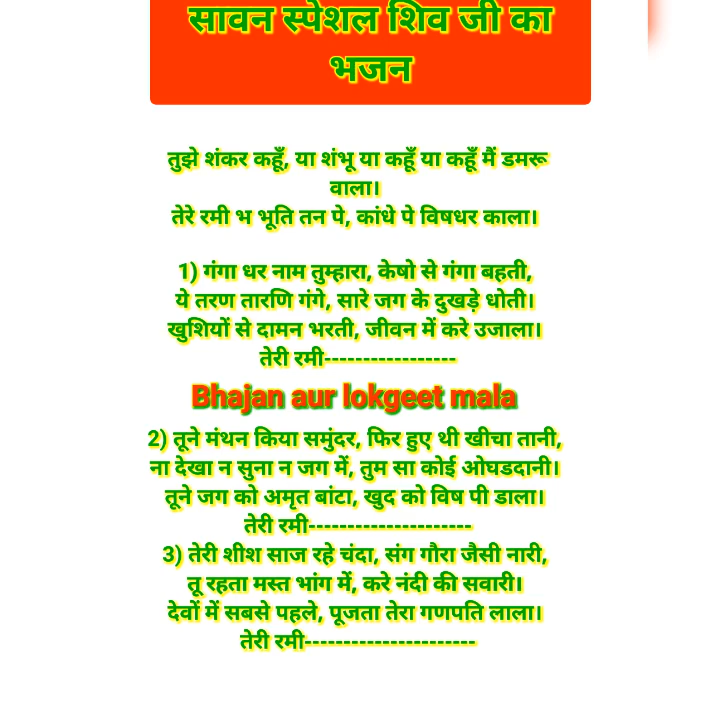 सावन स्पेशल शिव जी का
भजन
तुझे शंकर कहूँ, या शंभू या कहूँ या कहूँ मैं डमरू
वाला।
तेरे रमी भ भूति तन पे, कांधे पे विषधर काला।
1) गंगा धर नाम तुम्हारा, केषो से गंगा बहती,
ये तरण तारणि गंगे, सारे जग के दुखड़े धोती।
खुशियों से दामन भरती, जीवन में करे उजाला।
तेरी रमी-----------------
Bhajan aur lokgeet mala
2) तूने मंथन किया समुंदर, फिर हुए थी खीचा तानी,
ना देखा न सुना न जग में, तुम सा कोई ओघडदानी।
तूने जग को अमृत बांटा, खुद को विष पी डाला।
तेरी रमी---------------------
3) तेरी शीश साज रहे चंदा, संग गौरा जैसी नारी,
तू रहता मस्त भांग में, करे नंदी की सवारी।
देवों में सबसे पहले, पूजता तेरा गणपति लाला।
तेरी रमी----------------------